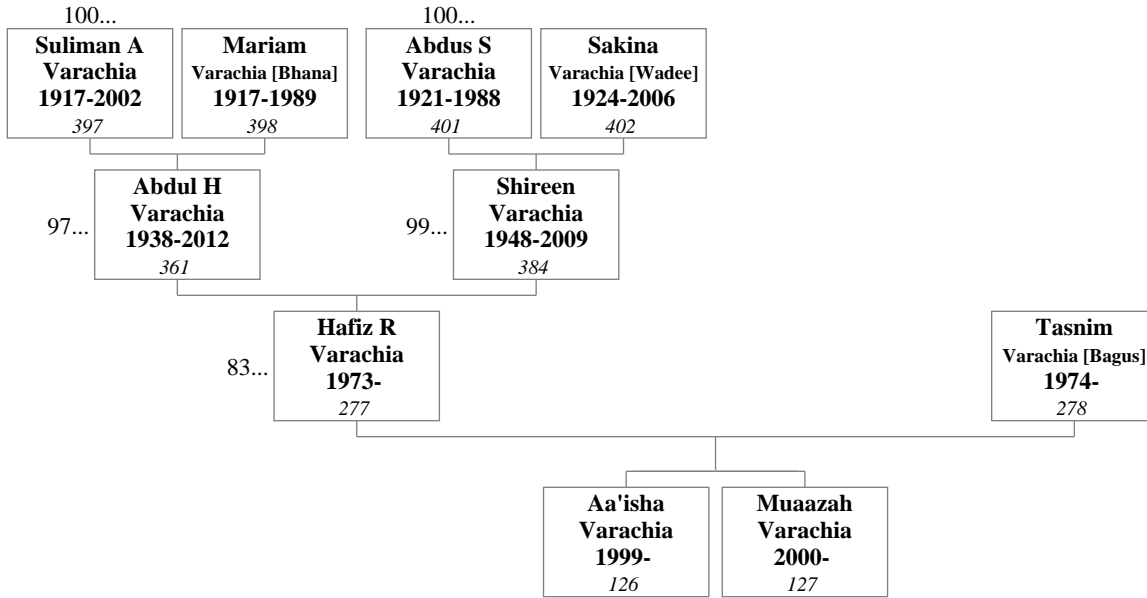 100...
Suliman A
Varachia
1917-2002
397
Mariam
Varachia [Bhana]
1917-1989
398
100...
Abdus S
Varachia
1921-1988
401
Sakina
Varachia [Wadee]
1924-2006
402
97...
Abdul H
Varachia
1938-2012
361
99...
Shireen
Varachia
1948-2009
384
83...
Hafiz R
Varachia
1973-
277
Tasnim
Varachia [Bagus]
1974-
278
Aa'isha
Varachia
1999-
126
Muaazah
Varachia
2000-
127